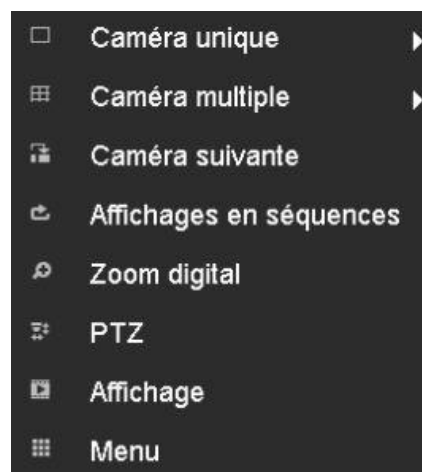 Caméra unique
Caméra multiple
Caméra suivante
Affichages en séquences
Zoom digital
PTZ
Affichage
Menu